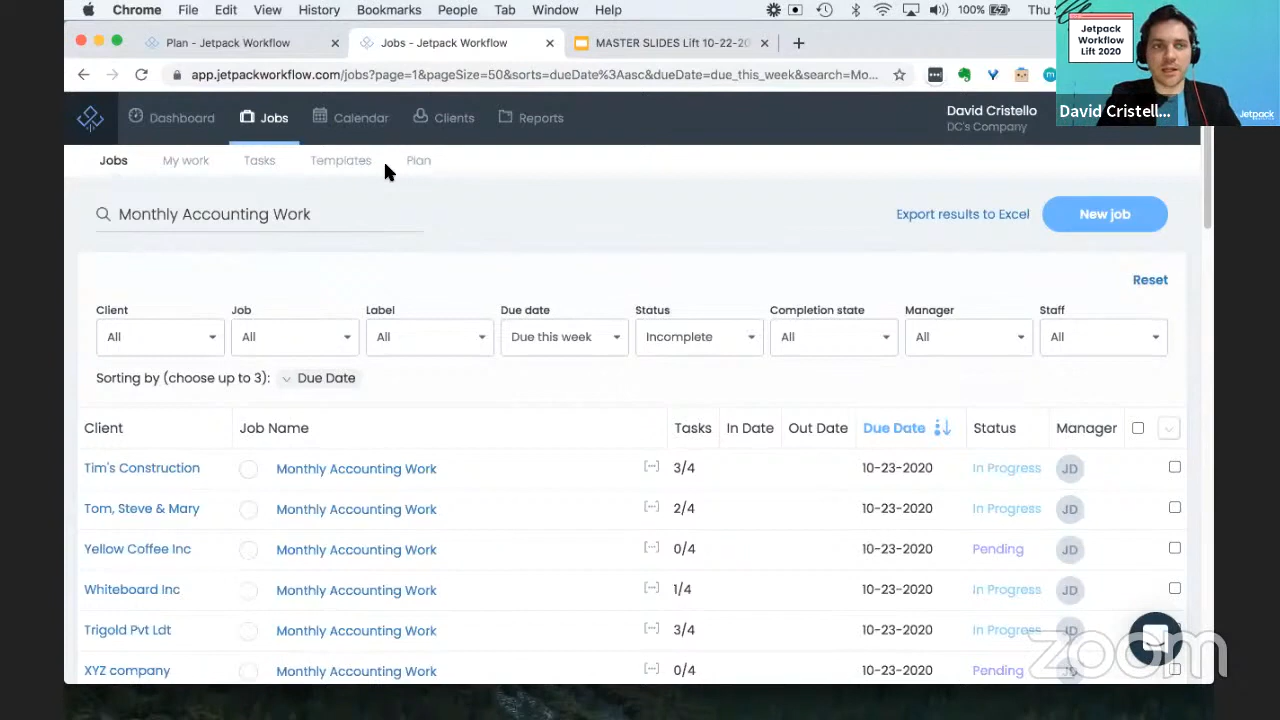 Chrome File Edit View History Bookmarks People Tab Window Help 100% Thu
Plan - Jetpack Workflow
Jobs - Jetpack Workflow
MASTER SLIDES Lift 10-22-20
app.jetpackworkflow.com/jobs?page=1&pageSize=50&sorts=dueDate%3Aasc&dueDate=due_this_week&search=Mo...
Jetpack
Workflow
Lift 2020
David Cristell...
Jetpack
Dashboard Jobs Calendar Clients Reports
David Cristello
DC's Company
Jobs My work Tasks Templates Plan
Monthly Accounting Work
Export results to Excel
New job
Reset
Client Job Label Due date Status Completion state Manager Staff
All All All Due this week Incomplete All All All
Sorting by (choose up to 3): Due Date
Client Job Name Tasks In Date Out Date Due Date Status Manager
Tim's Construction Monthly Accounting Work 3/4 10-23-2020 In Progress JD
Tom, Steve & Mary Monthly Accounting Work 2/4 10-23-2020 In Progress JD
Yellow Coffee Inc Monthly Accounting Work 0/4 10-23-2020 Pending JD
Whiteboard Inc Monthly Accounting Work 1/4 10-23-2020 In Progress JD
Trigold Pvt Ldt Monthly Accounting Work 3/4 10-23-2020 In Progress JD
XYZ company Monthly Accounting Work 0/4 10-23-2020 Pending JD
zoom